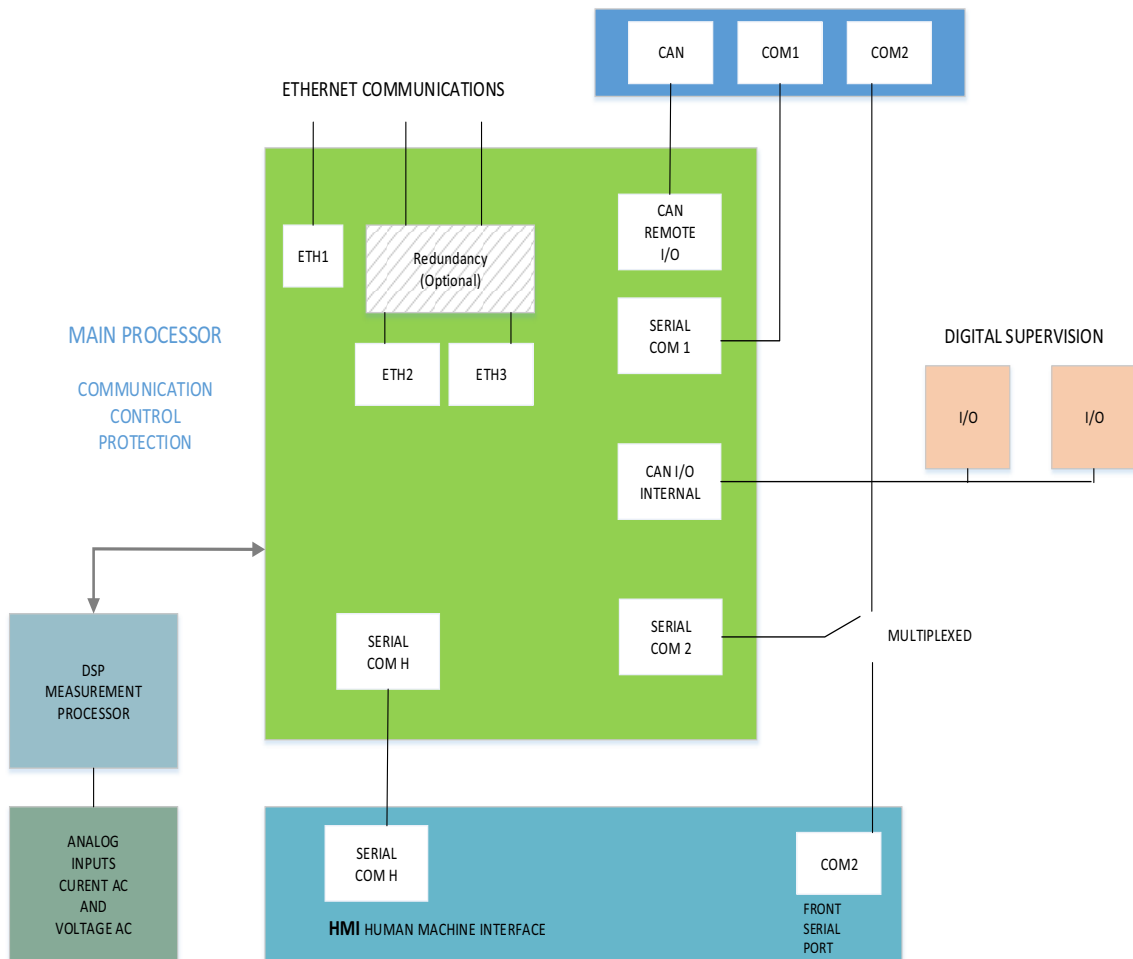 CAN
COM1
COM2
ETHERNET COMMUNICATIONS
CAN
REMOTE
I/O
ETH1
Redundancy
(Optional)
SERIAL
COM 1
MAIN PROCESSOR
COMMUNICATION
CONTROL
PROTECTION
ETH2
ETH3
DIGITAL SUPERVISION
I/O
I/O
CAN I/O
INTERNAL
SERIAL
COM H
SERIAL
COM 2
MULTIPLEXED
DSP
MEASUREMENT
PROCESSOR
ANALOG
INPUTS
CURENT AC
AND
VOLTAGE AC
SERIAL
COM H
HMI HUMAN MACHINE INTERFACE
COM2
FRONT
SERIAL
PORT